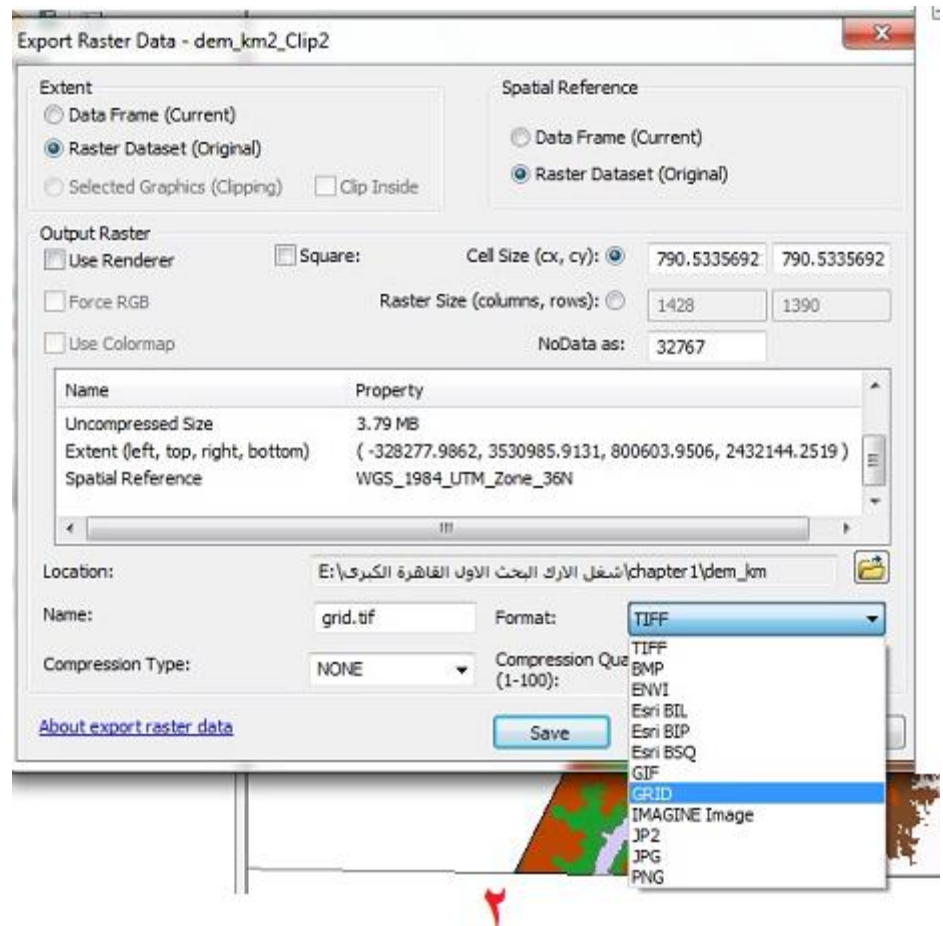 Export Raster Data - dem_km2_Clip2
Extent
Data Frame (Current)
Raster Dataset (Original)
Selected Graphics (Clipping) Clip Inside
Spatial Reference
Data Frame (Current)
Raster Dataset (Original)
Output Raster
Use Renderer Square: Cell Size (cx, cy): 790.5335692 790.5335692
Force RGB Raster Size (columns, rows): 1428 1390
Use Colormap NoData as: 32767
Name Property
Uncompressed Size 3.79 MB
Extent (left, top, right, bottom) ( -328277.9862, 3530985.9131, 800603.9506, 2432144.2519 )
Spatial Reference WGS_1984_UTM_Zone_36N
Location: E:\شغل الارك البحث الاول القاهرة الكبرى\chapter1\dem_km
Name: grid.tif Format: TIFF
Compression Type: NONE Compression Qua
(1-100):
TIFF
BMP
ENVI
Esri BIL
Esri BIP
Esri BSQ
GIF
GRID
IMAGINE Image
JP2
JPG
PNG
About export raster data Save
٢